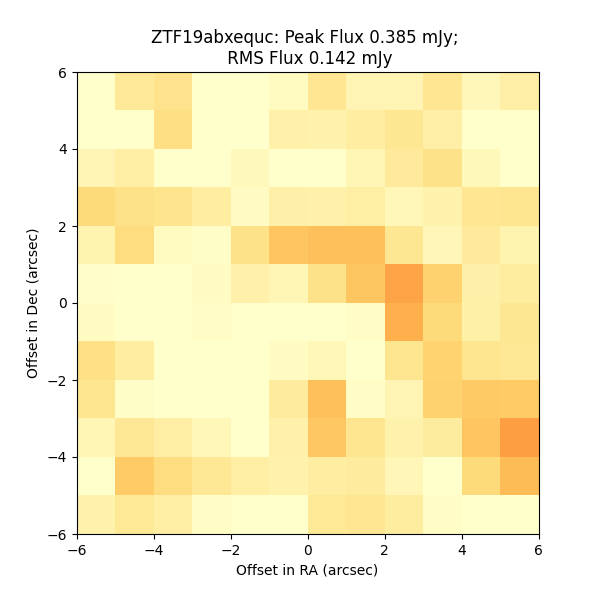 ZTF19abxequc: Peak Flux 0.385 mJy;
RMS Flux 0.142 mJy
6
4
2
0
−2
−4
−6
Offset in Dec (arcsec)
−6 −4 −2 0 2 4 6
Offset in RA (arcsec)